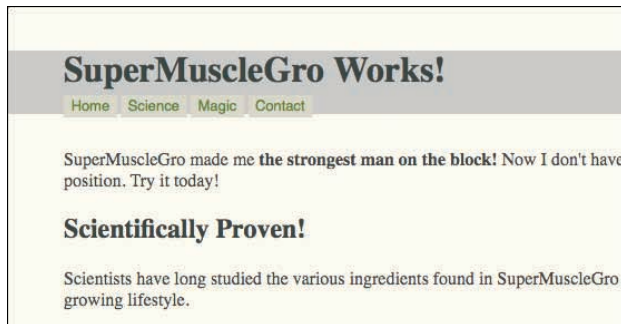 SuperMuscleGro Works!
Home Science Magic Contact
SuperMuscleGro made me the strongest man on the block! Now I don't have
position. Try it today!
Scientifically Proven!
Scientists have long studied the various ingredients found in SuperMuscleGro
growing lifestyle.